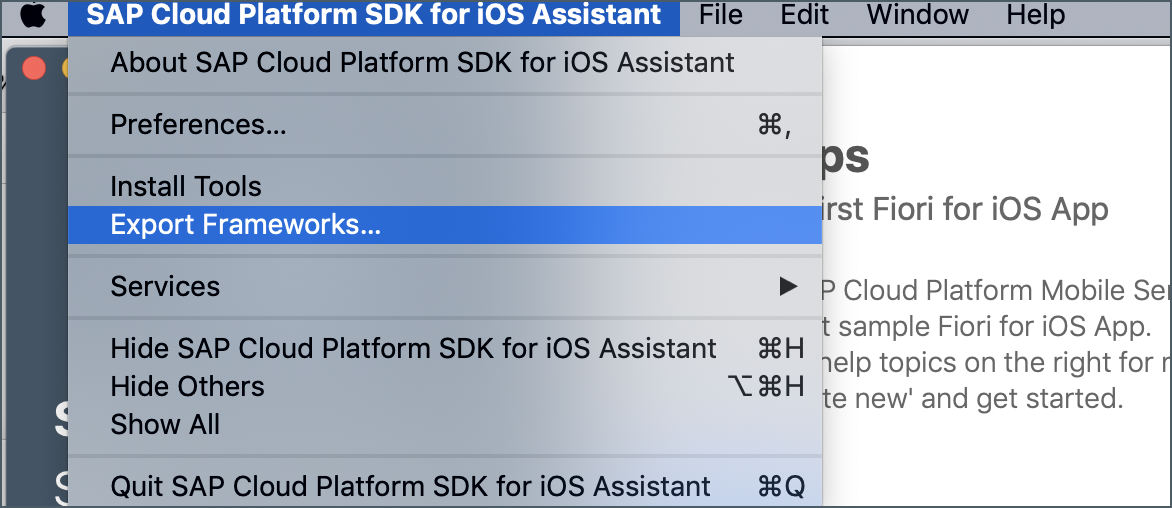 SAP Cloud Platform SDK for iOS Assistant File Edit Window Help
About SAP Cloud Platform SDK for iOS Assistant
Preferences... ⌘,
Install Tools
Export Frameworks...
Services ▶
Hide SAP Cloud Platform SDK for iOS Assistant ⌘H
Hide Others ⌥⌘H
Show All
Quit SAP Cloud Platform SDK for iOS Assistant ⌘Q
ps
irst Fiori for iOS App
P Cloud Platform Mobile Ser
t sample Fiori for iOS App.
help topics on the right for
te new' and get started.